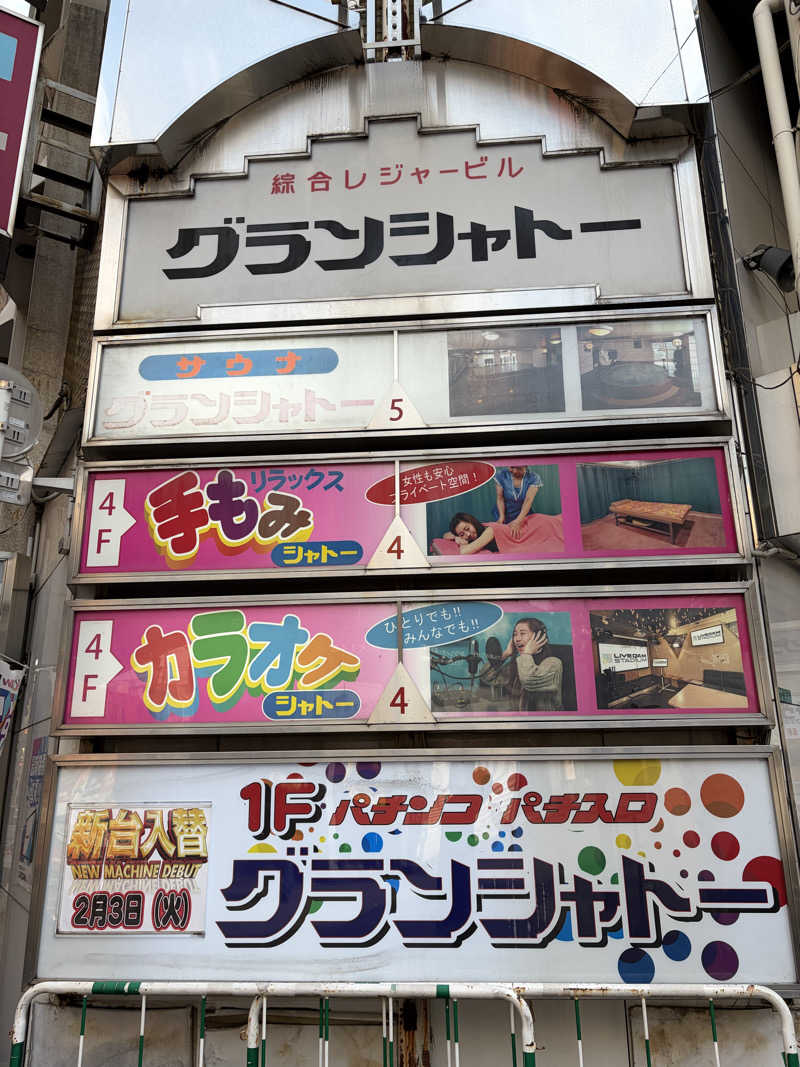 綜合レジャービル
グランシャトー
サウナ
グランシャトー
5
4F
手もみ
リラックス
シャトー
女性も安心
プライベート空間!
4
4F
カラオケ
シャトー
ひとりでも!!
みんなでも!!
4
LIVE DAM
STADIUM
LIVE DAM
STADIUM
新台入替
NEW MACHINE DEBUT
2月3日(火)
1F パチンコ パチスロ
グランシャトー